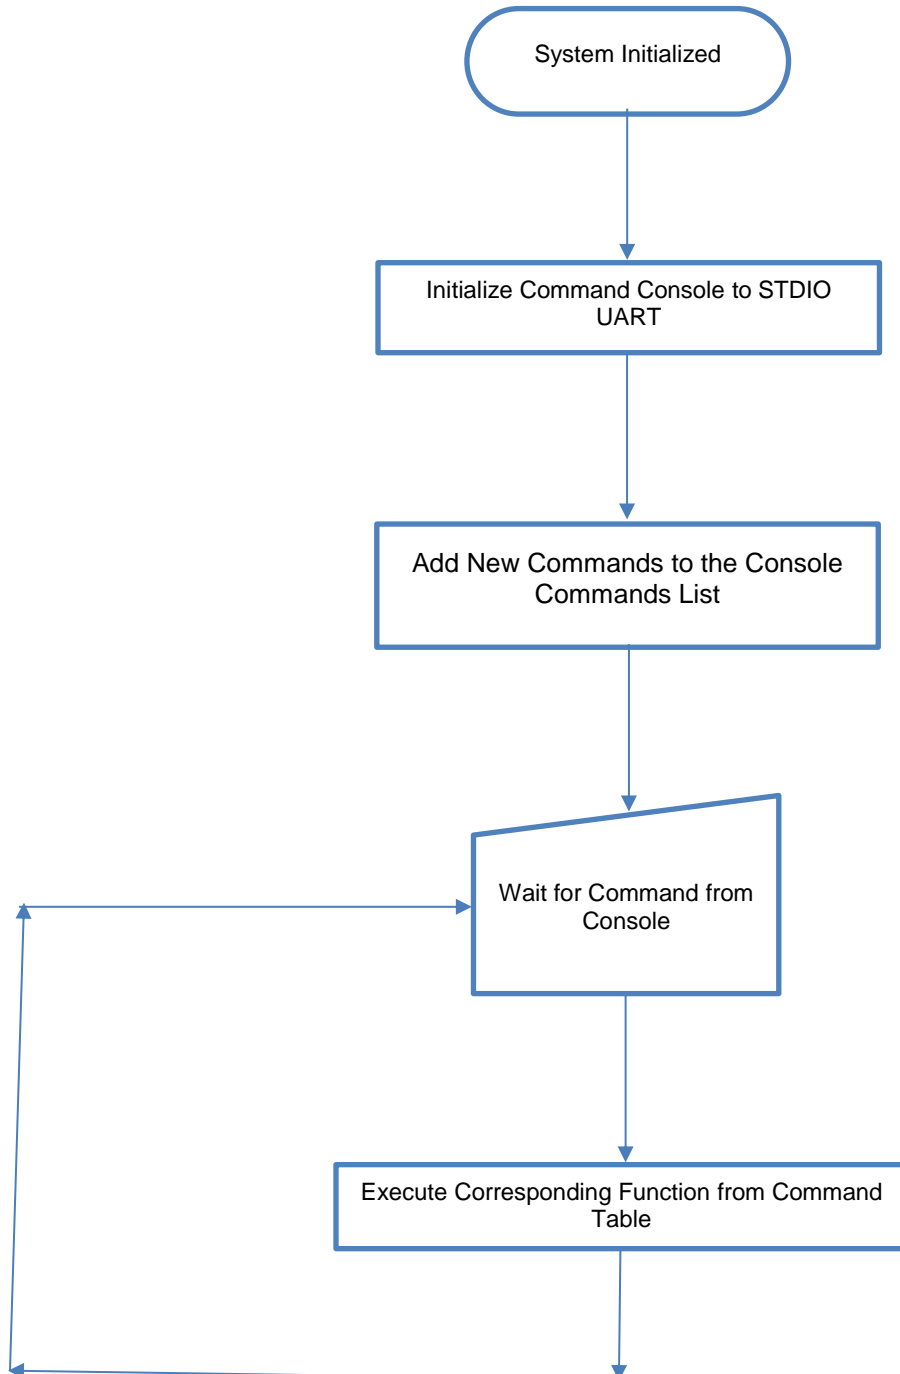 System Initialized
Initialize Command Console to STDIO
UART
Add New Commands to the Console
Commands List
Wait for Command from
Console
Execute Corresponding Function from Command
Table